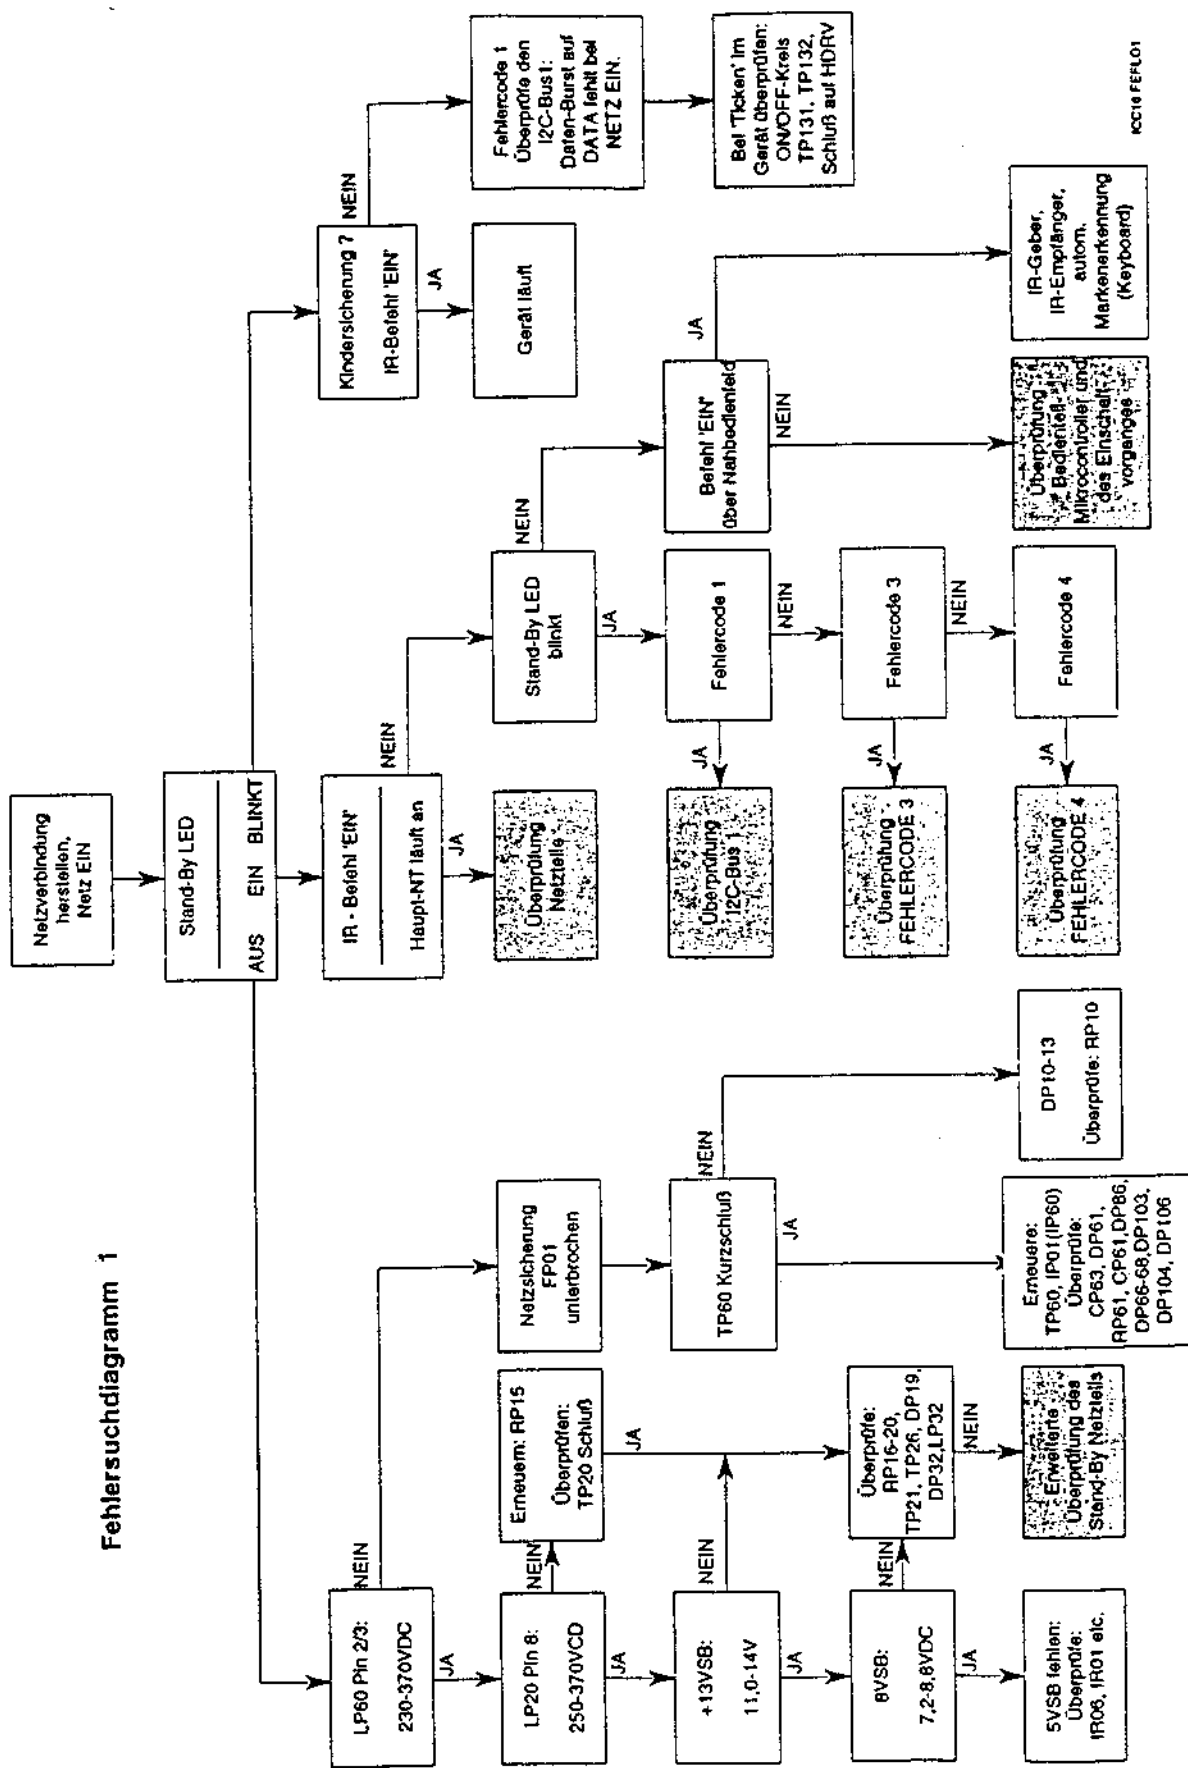 Fehlersuchdiagramm 1
Netzverbindung
herstellen,
Netz EIN
Stand-By LED
AUS EIN BLINKT
LP60 Pin 2/3:
230-370VDC
NEIN
JA
LP20 Pin 8:
250-370VCD
NEIN
JA
+13VSB:
11,0-14V
NEIN
JA
8VSB:
7,2-8,8VDC
NEIN
JA
5VSB fehlen:
Überprüfe:
IR06, IR01 etc.
Erneuern: RP15
Überprüfen:
TP20 Schluß
JA
Überprüfe:
RP16-20,
TP21, TP26, DP19,
DP32,LP32
NEIN
Erweiterte
Überprüfung des
Stand-By Netzteils
Netzsicherung
FP01
unterbrochen
TP60 Kurzschluß
NEIN
JA
Erneuere:
TP60, IP01(IP60)
Überprüfe:
CP63, DP61,
RP61, CP61,DP86,
DP66-68,DP103,
DP104, DP106
DP10-13
Überprüfe: RP10
IR - Befehl 'EIN'
Haupt-NT läuft an
NEIN
JA
Überprüfung
Netzteile
Stand-By LED
blinkt
NEIN
JA
Fehlercode 1
JA
NEIN
Überprüfung
I2C-Bus 1
Fehlercode 3
JA
NEIN
Überprüfung
FEHLERCODE 3
Fehlercode 4
JA
Überprüfung
FEHLERCODE 4
Befehl 'EIN'
über Nahbedienfeld
JA
NEIN
Überprüfung
Bedienteil-
Mikrocontroller und
des Einschalt-
vorganges
IR-Geber,
IR-Empfänger,
autom.
Markenerkennung
(Keyboard)
Kindersicherung ?
IR-Befehl 'EIN'
NEIN
JA
Gerät läuft
Fehlercode 1
Überprüfe den
I2C-Bus1:
Daten-Burst auf
DATA fehlt bei
NETZ EIN.
Bei 'Ticken' im
Gerät überprüfen:
ON/OFF-Kreis
TP131, TP132,
Schluß auf HDRV
ICC16 FEFLO1